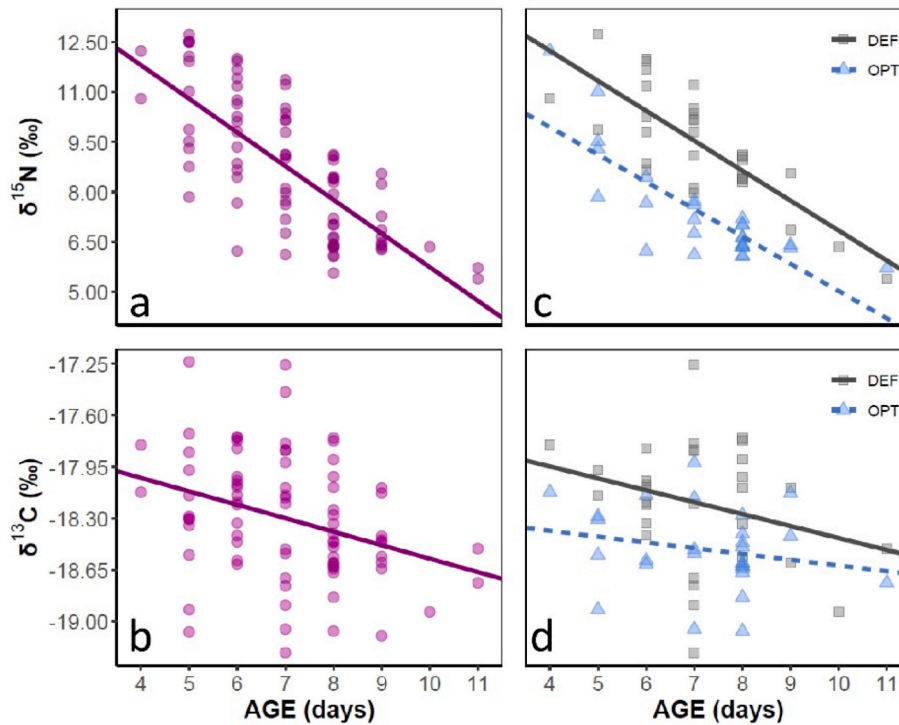 δ¹⁵N (‰)
12.50
11.00
9.50
8.00
6.50
5.00
a
c
DEF
OPT
δ¹³C (‰)
-17.25
-17.60
-17.95
-18.30
-18.65
-19.00
b
d
DEF
OPT
4 5 6 7 8 9 10 11
4 5 6 7 8 9 10 11
AGE (days)
AGE (days)